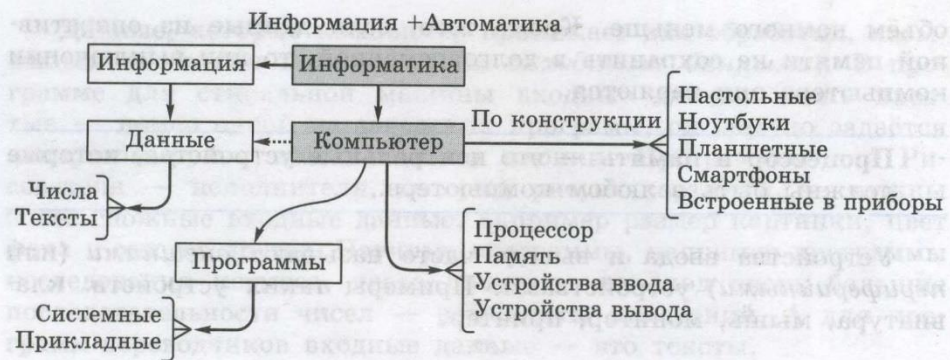 Информация +Автоматика
Информация
Информатика
Данные
Компьютер
По конструкции
Настольные
Ноутбуки
Планшетные
Смартфоны
Встроенные в приборы
Числа
Тексты
Программы
Процессор
Память
Устройства ввода
Устройства вывода
Системные
Прикладные